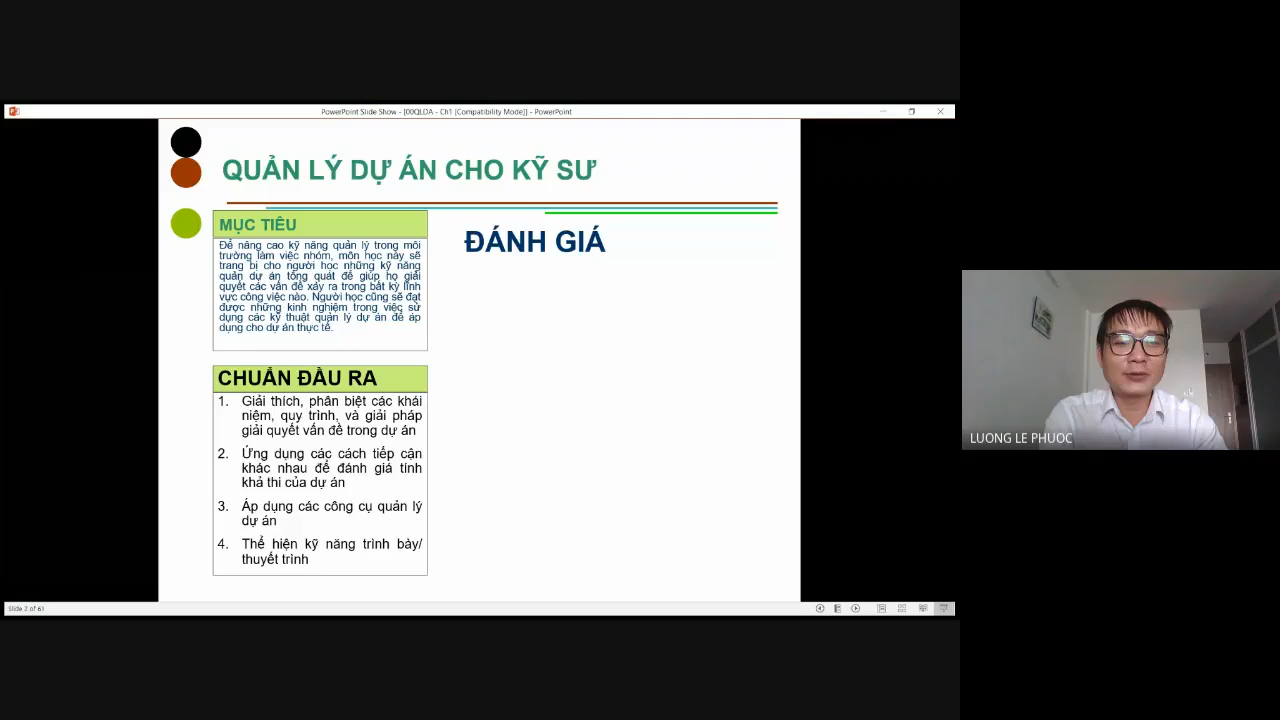 PowerPoint Slide Show - [00QLDA - Ch1 [Compatibility Mode]] - PowerPoint
QUẢN LÝ DỰ ÁN CHO KỸ SƯ
MỤC TIÊU
Để nâng cao kỹ năng quản lý trong môi
trường làm việc nhóm, môn học này sẽ
trang bị cho người học những kỹ năng
quản dự án tổng quát để giúp họ giải
quyết các vấn đề xảy ra trong bất kỳ lĩnh
vực công việc nào. Người học cũng sẽ đạt
được những kinh nghiệm trong việc sử
dụng các kỹ thuật quản lý dự án để áp
dụng cho dự án thực tế.
CHUẨN ĐẦU RA
1. Giải thích, phân biệt các khái
niệm, quy trình, và giải pháp
giải quyết vấn đề trong dự án
2. Ứng dụng các cách tiếp cận
khác nhau để đánh giá tính
khả thi của dự án
3. Áp dụng các công cụ quản lý
dự án
4. Thể hiện kỹ năng trình bày/
thuyết trình
ĐÁNH GIÁ
LUONG LE PHUOC
Slide 2 of 61